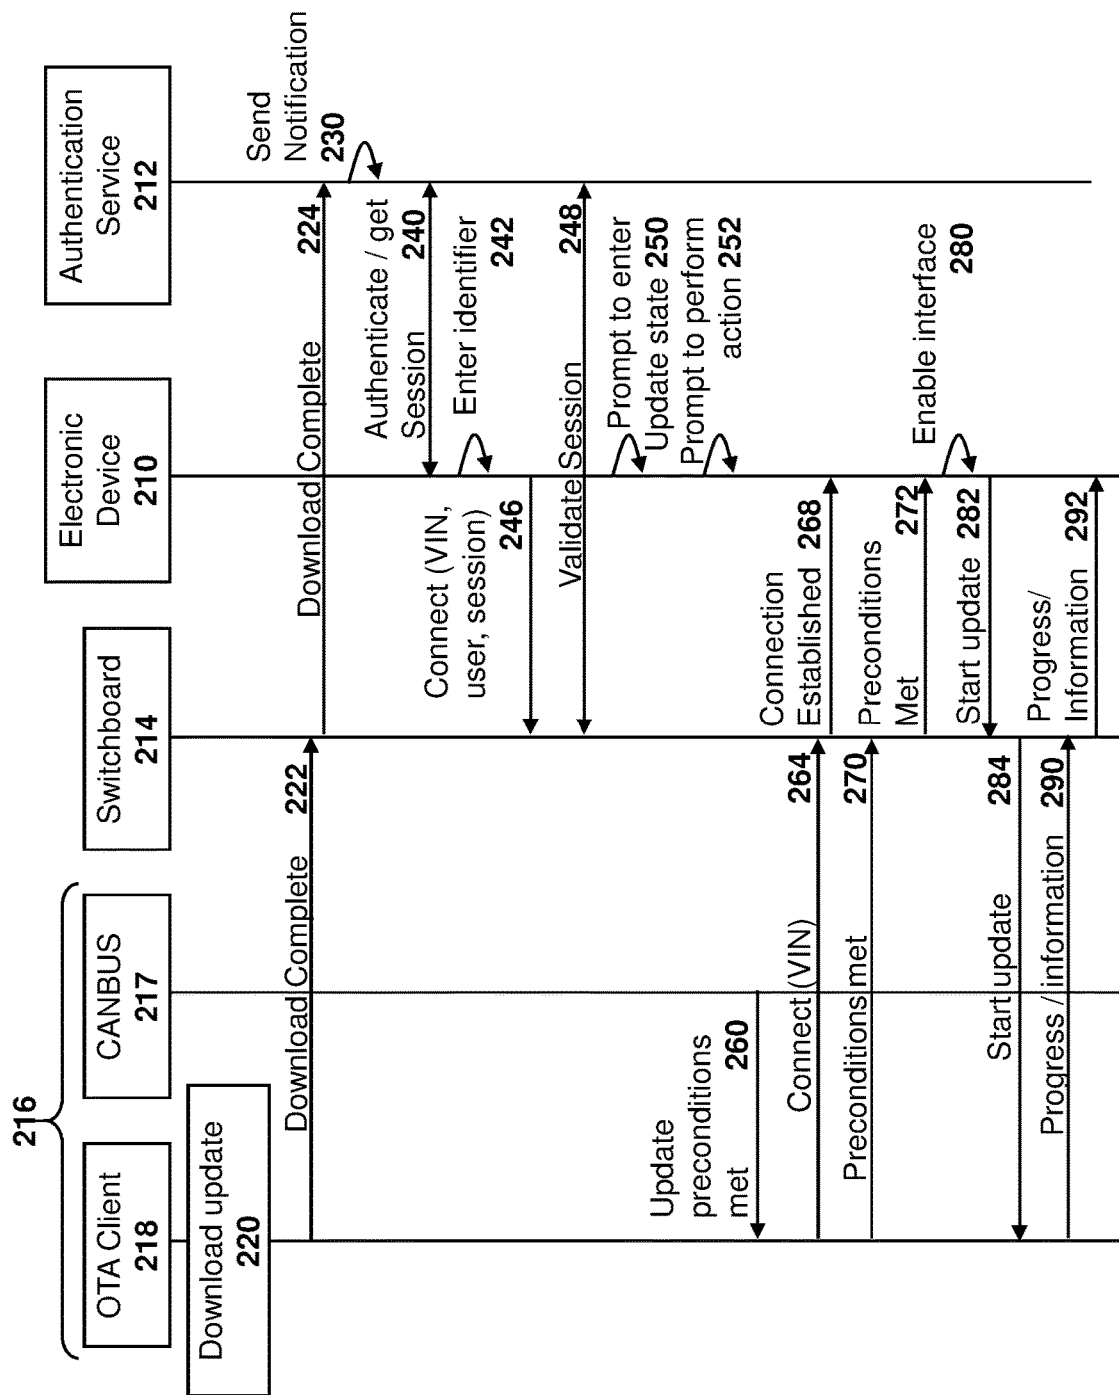 216
OTA Client
218
CANBUS
217
Switchboard
214
Electronic
Device
210
Authentication
Service
212
Download update
220
Download Complete
222
Download Complete
224
Send
Notification
230
Authenticate / get
Session
240
Enter identifier
242
Connect (VIN,
user, session)
246
Validate Session
248
Prompt to enter
Update state 250
Prompt to perform
action 252
Update
preconditions
met
260
Connect (VIN)
264
Connection
Established 268
Preconditions met
270
Preconditions
Met
272
Enable interface
280
Start update 282
Start update
284
Progress / information
290
Progress/
Information
292